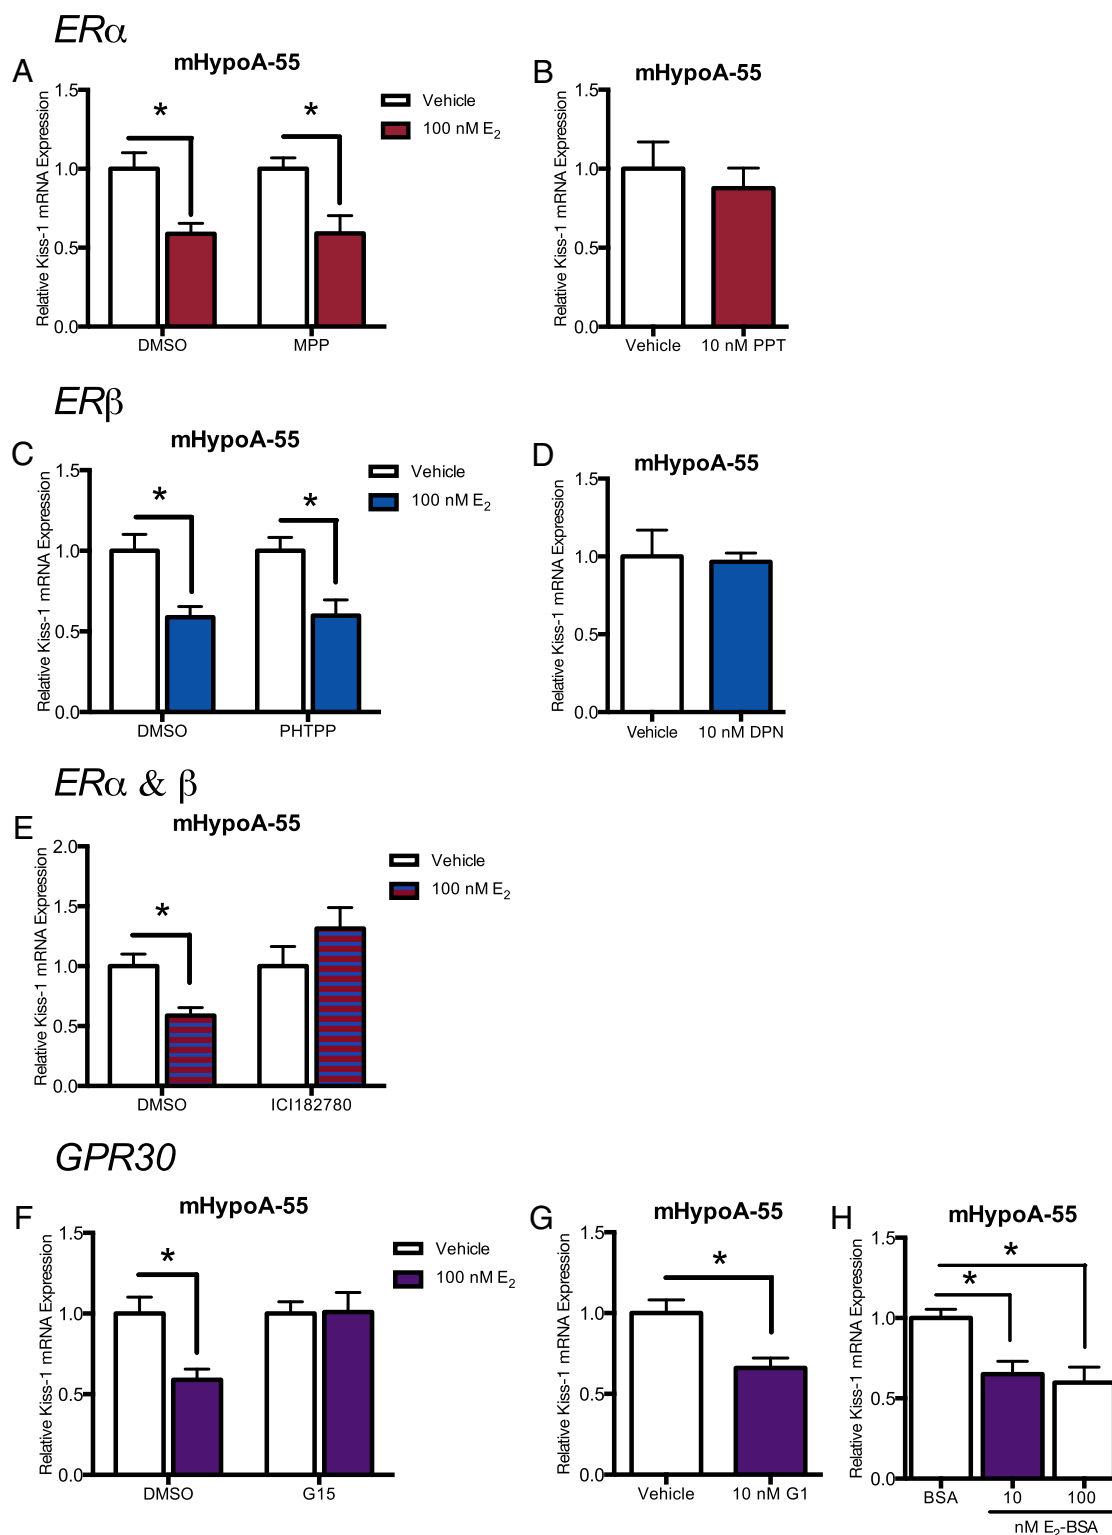 ERα
A
mHypoA-55
Relative Kiss-1 mRNA Expression
1.5
1.0
0.5
0.0
*
*
Vehicle
100 nM E2
DMSO
MPP
B
mHypoA-55
Relative Kiss-1 mRNA Expression
1.5
1.0
0.5
0.0
Vehicle
10 nM PPT
ERβ
C
mHypoA-55
Relative Kiss-1 mRNA Expression
1.5
1.0
0.5
0.0
*
*
Vehicle
100 nM E2
DMSO
PHTPP
D
mHypoA-55
Relative Kiss-1 mRNA Expression
1.5
1.0
0.5
0.0
Vehicle
10 nM DPN
ERα & β
E
mHypoA-55
Relative Kiss-1 mRNA Expression
2.0
1.5
1.0
0.5
0.0
*
Vehicle
100 nM E2
DMSO
ICI182780
GPR30
F
mHypoA-55
Relative Kiss-1 mRNA Expression
1.5
1.0
0.5
0.0
*
Vehicle
100 nM E2
DMSO
G15
G
mHypoA-55
Relative Kiss-1 mRNA Expression
1.5
1.0
0.5
0.0
*
Vehicle
10 nM G1
H
mHypoA-55
Relative Kiss-1 mRNA Expression
1.5
1.0
0.5
0.0
*
*
BSA
10
100
nM E2-BSA